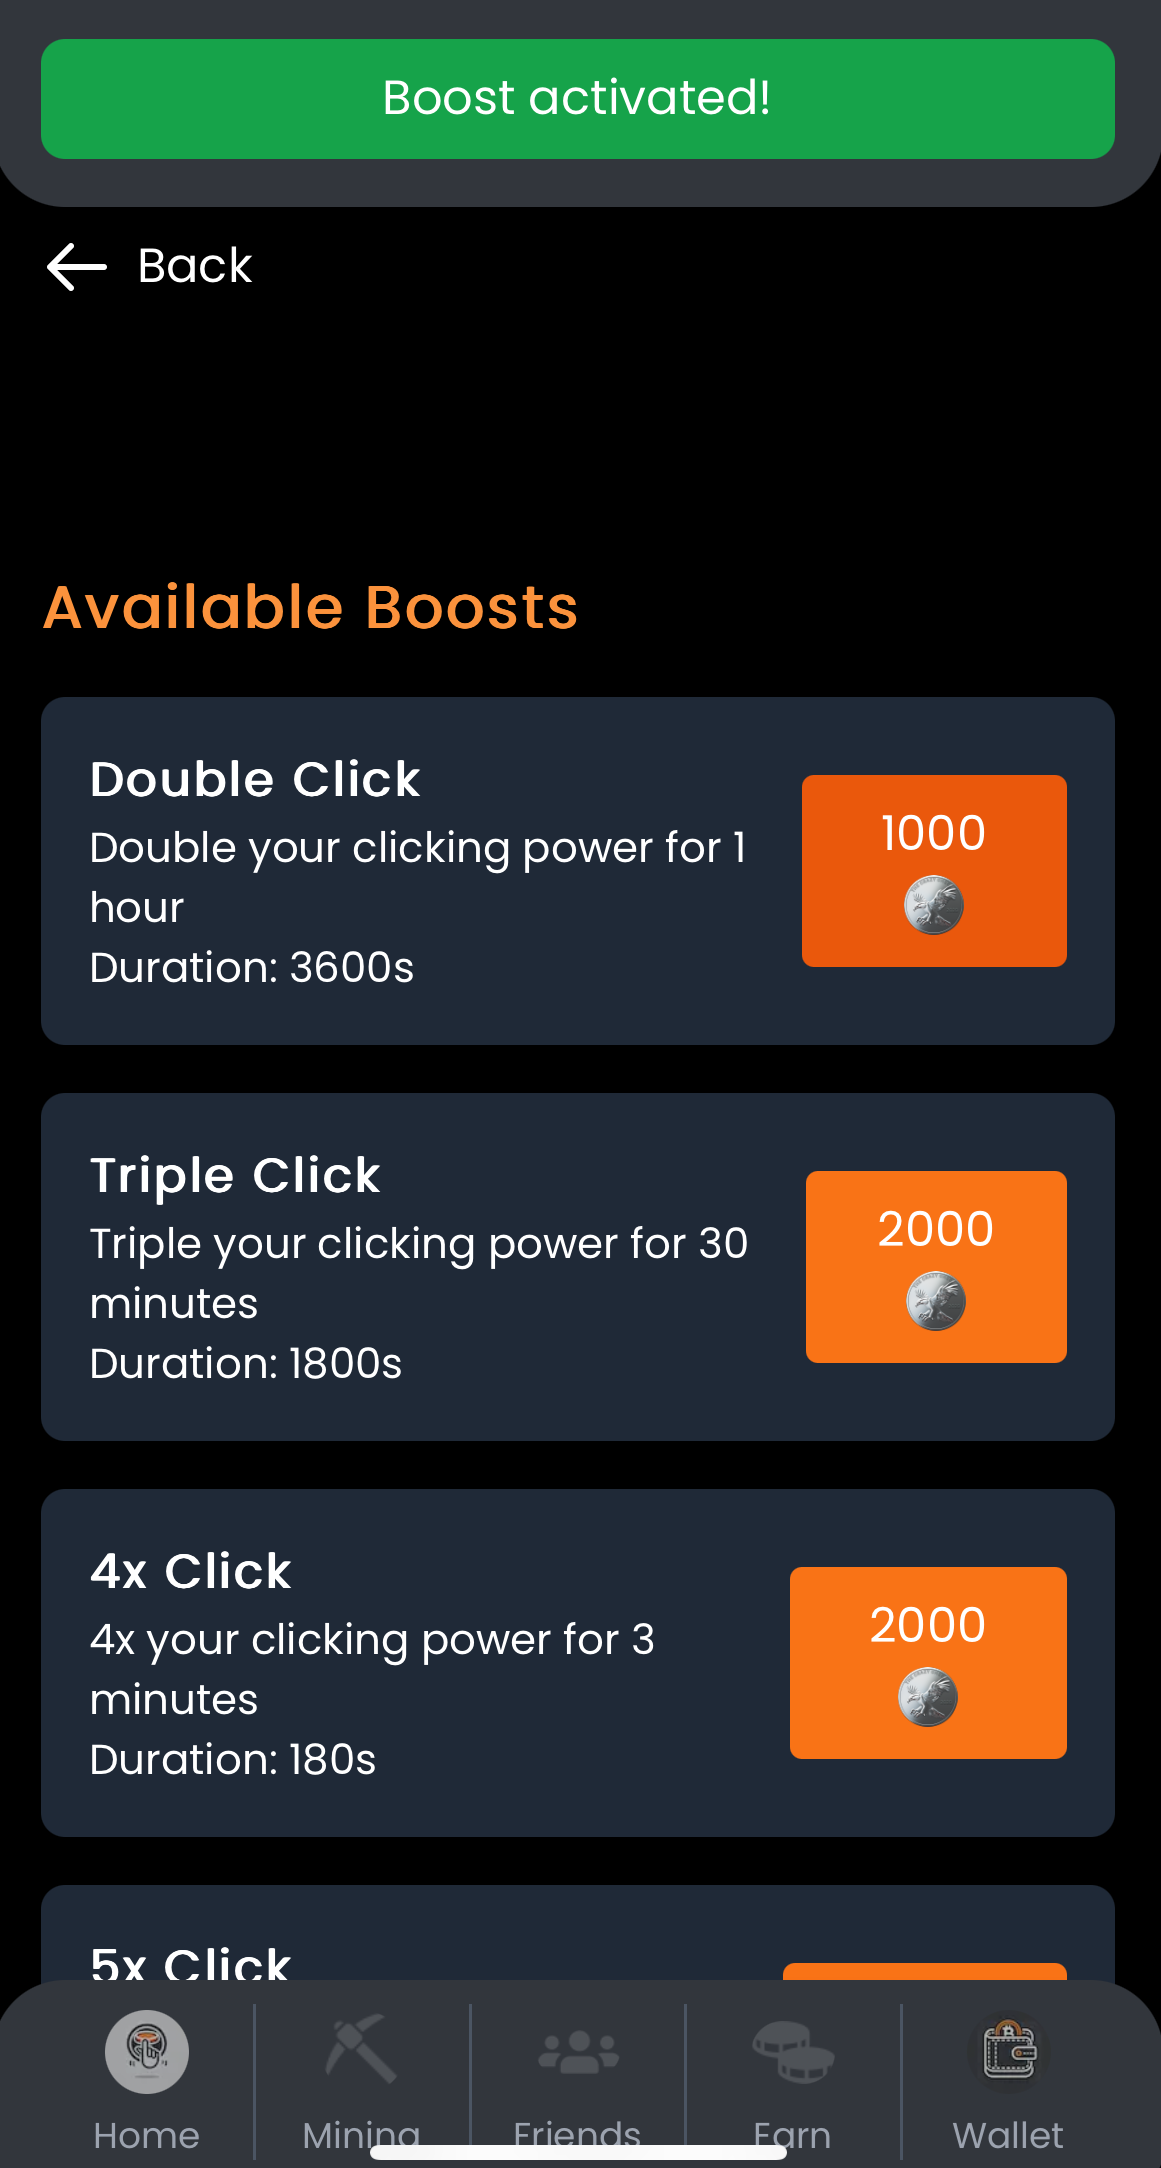 Boost activated!
Back
Available Boosts
Double Click
Double your clicking power for 1
hour
Duration: 3600s
1000
Triple Click
Triple your clicking power for 30
minutes
Duration: 1800s
2000
4x Click
4x your clicking power for 3
minutes
Duration: 180s
2000
5x Click
Home
Mining
Friends
Earn
Wallet